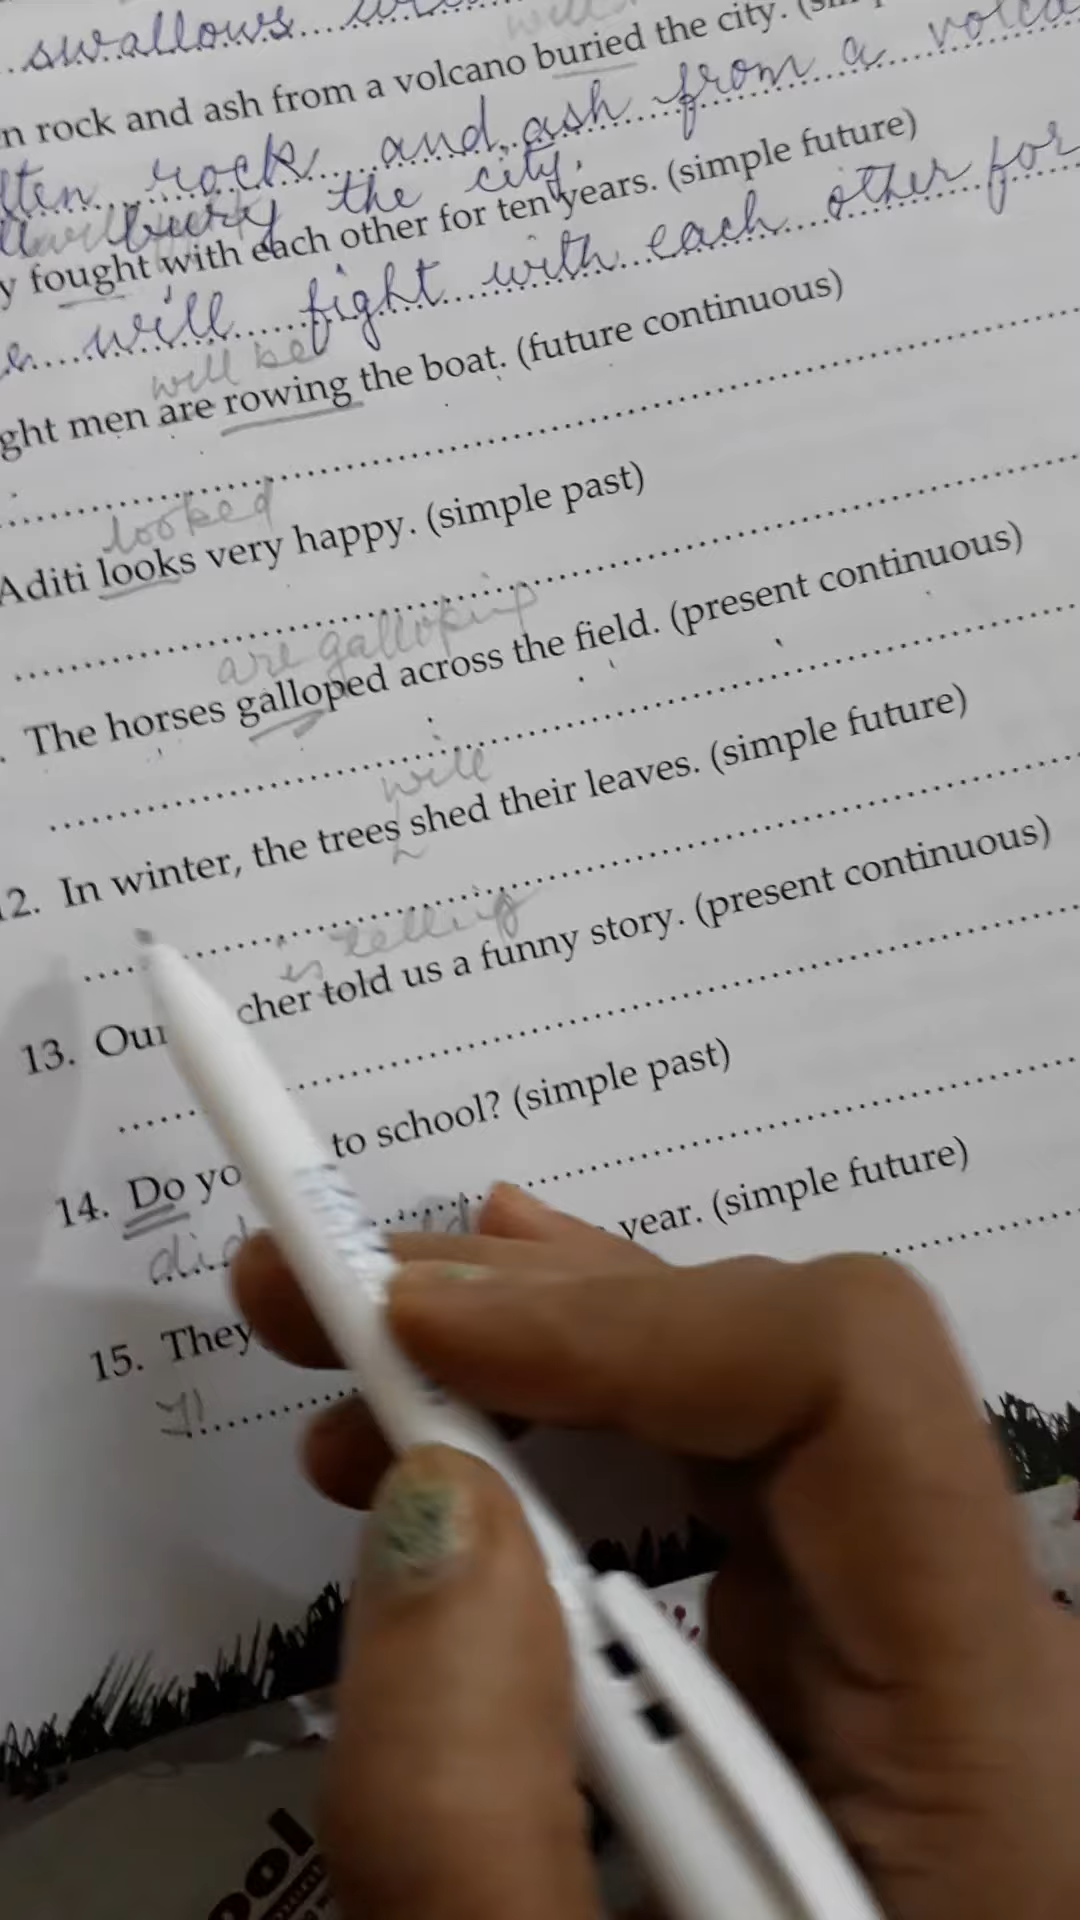 swallows
will
n rock and ash from a volcano buried the city.
lten rock and ash from a
will bury the city.
y fought with each other for ten years. (simple future)
will fight with each other for
will be
ght men are rowing the boat. (future continuous)
looked
Aditi looks very happy. (simple past)
are galloping
The horses galloped across the field. (present continuous)
will
12. In winter, the trees shed their leaves. (simple future)
is telling
13. Our cher told us a funny story. (present continuous)
14. Do yo to school? (simple past)
did
15. They year. (simple future)
ool